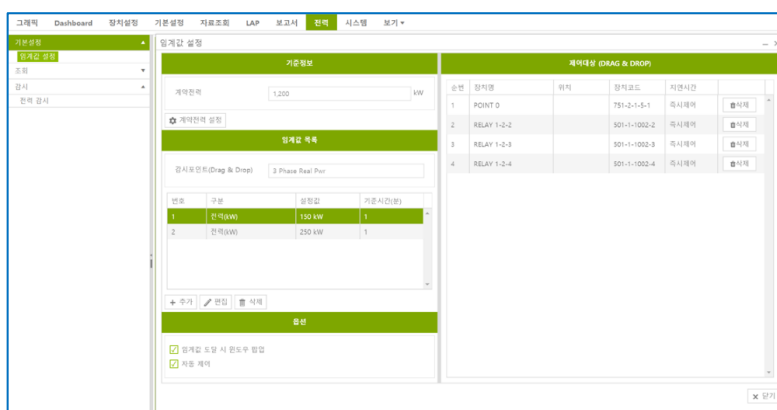 그래픽 Dashboard 장치설정 기본설정 자료조회 LAP 보고서 전력 시스템 보기
기본설정
임계값 설정
조회
감시
전력 감시
임계값 설정
기준정보
계약전력 1,200 kW
계약전력 설정
임계값 목록
감시포인트(Drag & Drop) 3 Phase Real Pwr
번호 구분 설정값 기준시간(분)
1 전력(kW) 150 kW 1
2 전력(kW) 250 kW 1
+ 추가 편집 삭제
옵션
임계값 도달 시 윈도우 팝업
자동 제어
제어대상 (DRAG & DROP)
순번 장치명 위치 장치코드 지연시간
1 POINT 0 751-2-1-5-1 즉시제어 삭제
2 RELAY 1-2-2 501-1-1002-2 즉시제어 삭제
3 RELAY 1-2-3 501-1-1002-3 즉시제어 삭제
4 RELAY 1-2-4 501-1-1002-4 즉시제어 삭제
닫기